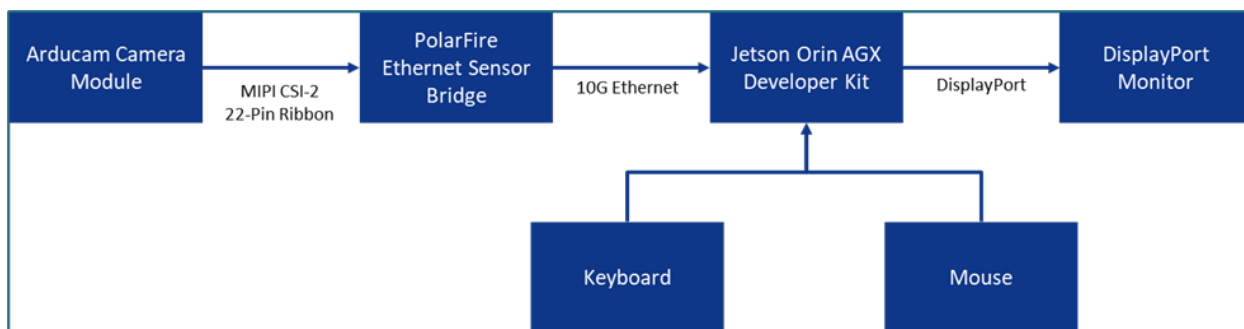 Arducam Camera
Module
MIPI CSI-2
22-Pin Ribbon
PolarFire
Ethernet Sensor
Bridge
10G Ethernet
Jetson Orin AGX
Developer Kit
DisplayPort
DisplayPort
Monitor
Keyboard
Mouse